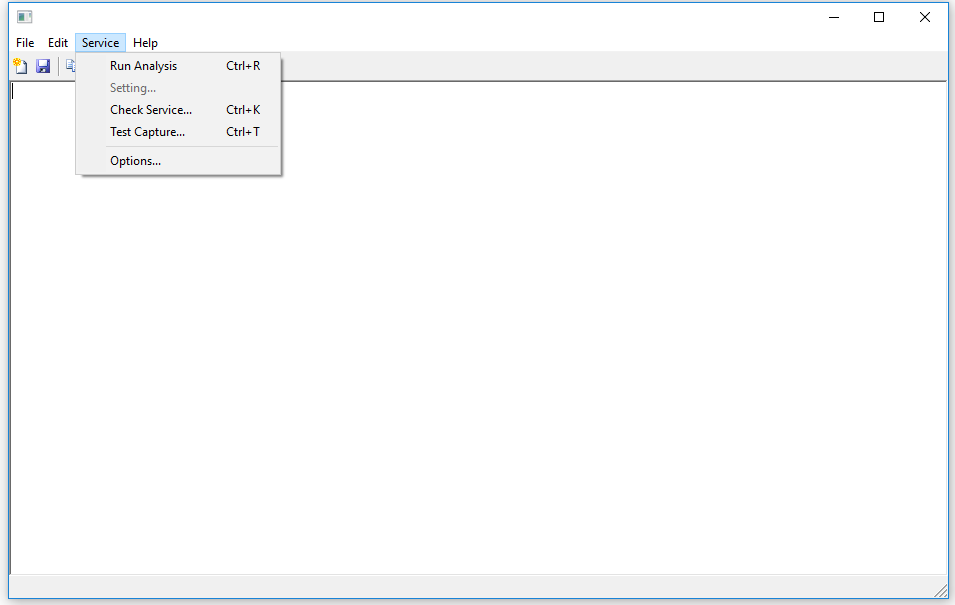 File Edit Service Help
Run Analysis Ctrl+R
Setting...
Check Service... Ctrl+K
Test Capture... Ctrl+T
Options...